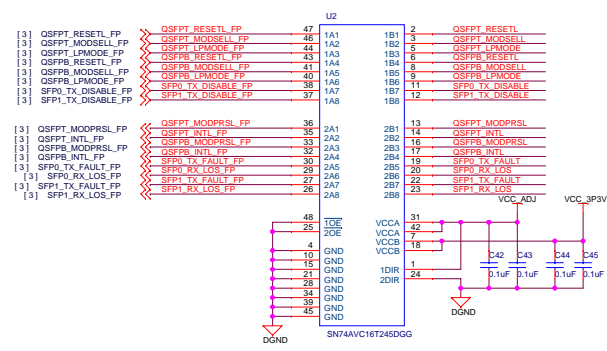 U2
[ 3 ] QSFPT_RESETL_FP QSFPT_RESETL_FP 47 1A1 1B1 2 QSFPT_RESETL
[ 3 ] QSFPT_MODSELL_FP QSFPT_MODSELL_FP 46 1A2 1B2 3 QSFPT_MODSELL
[ 3 ] QSFPT_LPMODE_FP QSFPT_LPMODE_FP 44 1A3 1B3 5 QSFPT_LPMODE
[ 3 ] QSFPB_RESETL_FP QSFPB_RESETL_FP 43 1A4 1B4 6 QSFPB_RESETL
[ 3 ] QSFPB_MODSELL_FP QSFPB_MODSELL_FP 41 1A5 1B5 8 QSFPB_MODSELL
[ 3 ] QSFPB_LPMODE_FP QSFPB_LPMODE_FP 40 1A6 1B6 9 QSFPB_LPMODE
[ 3 ] SFP0_TX_DISABLE_FP SFP0_TX_DISABLE_FP 38 1A7 1B7 11 SFP0_TX_DISABLE
[ 3 ] SFP1_TX_DISABLE_FP SFP1_TX_DISABLE_FP 37 1A8 1B8 12 SFP1_TX_DISABLE
[ 3 ] QSFPT_MODPRSL_FP QSFPT_MODPRSL_FP 36 2A1 2B1 13 QSFPT_MODPRSL
[ 3 ] QSFPT_INTL_FP QSFPT_INTL_FP 35 2A2 2B2 14 QSFPT_INTL
[ 3 ] QSFPB_MODPRSL_FP QSFPB_MODPRSL_FP 33 2A3 2B3 16 QSFPB_MODPRSL
[ 3 ] QSFPB_INTL_FP QSFPB_INTL_FP 32 2A4 2B4 17 QSFPB_INTL
[ 3 ] SFP0_TX_FAULT_FP SFP0_TX_FAULT_FP 30 2A5 2B5 19 SFP0_TX_FAULT
[ 3 ] SFP0_RX_LOS_FP SFP0_RX_LOS_FP 29 2A6 2B6 20 SFP0_RX_LOS
[ 3 ] SFP1_TX_FAULT_FP SFP1_TX_FAULT_FP 27 2A7 2B7 22 SFP1_TX_FAULT
[ 3 ] SFP1_RX_LOS_FP SFP1_RX_LOS_FP 26 2A8 2B8 23 SFP1_RX_LOS
VCC_ADJ VCC_3P3V
48 1OE VCCA 31
25 2OE VCCA 42
VCCB 7
4 GND VCCB 18
10 GND
15 GND 1DIR 1
21 GND 2DIR 24
28 GND
34 GND
39 GND
45 GND
C42 C43 C44 C45
0.1uF 0.1uF 0.1uF 0.1uF
DGND
DGND
SN74AVC16T245DGG